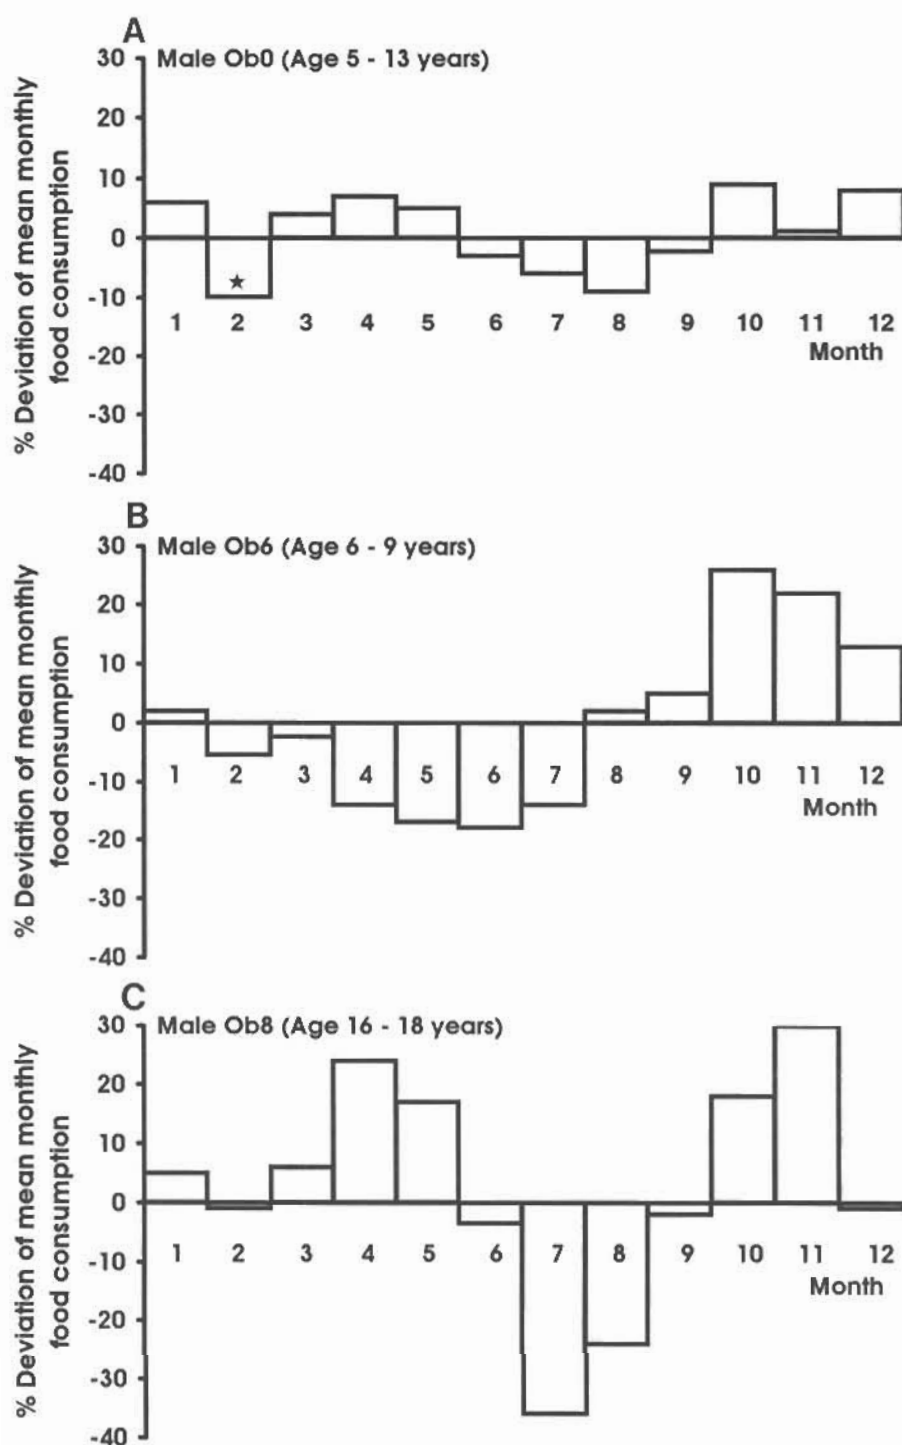 A
Male Ob0 (Age 5 - 13 years)
% Deviation of mean monthly
food consumption
30
20
10
0
-10
-20
-30
-40
1 2 3 4 5 6 7 8 9 10 11 12
Month
B
Male Ob6 (Age 6 - 9 years)
% Deviation of mean monthly
food consumption
30
20
10
0
-10
-20
-30
-40
1 2 3 4 5 6 7 8 9 10 11 12
Month
C
Male Ob8 (Age 16 - 18 years)
% Deviation of mean monthly
food consumption
30
20
10
0
-10
-20
-30
-40
1 2 3 4 5 6 7 8 9 10 11 12
Month